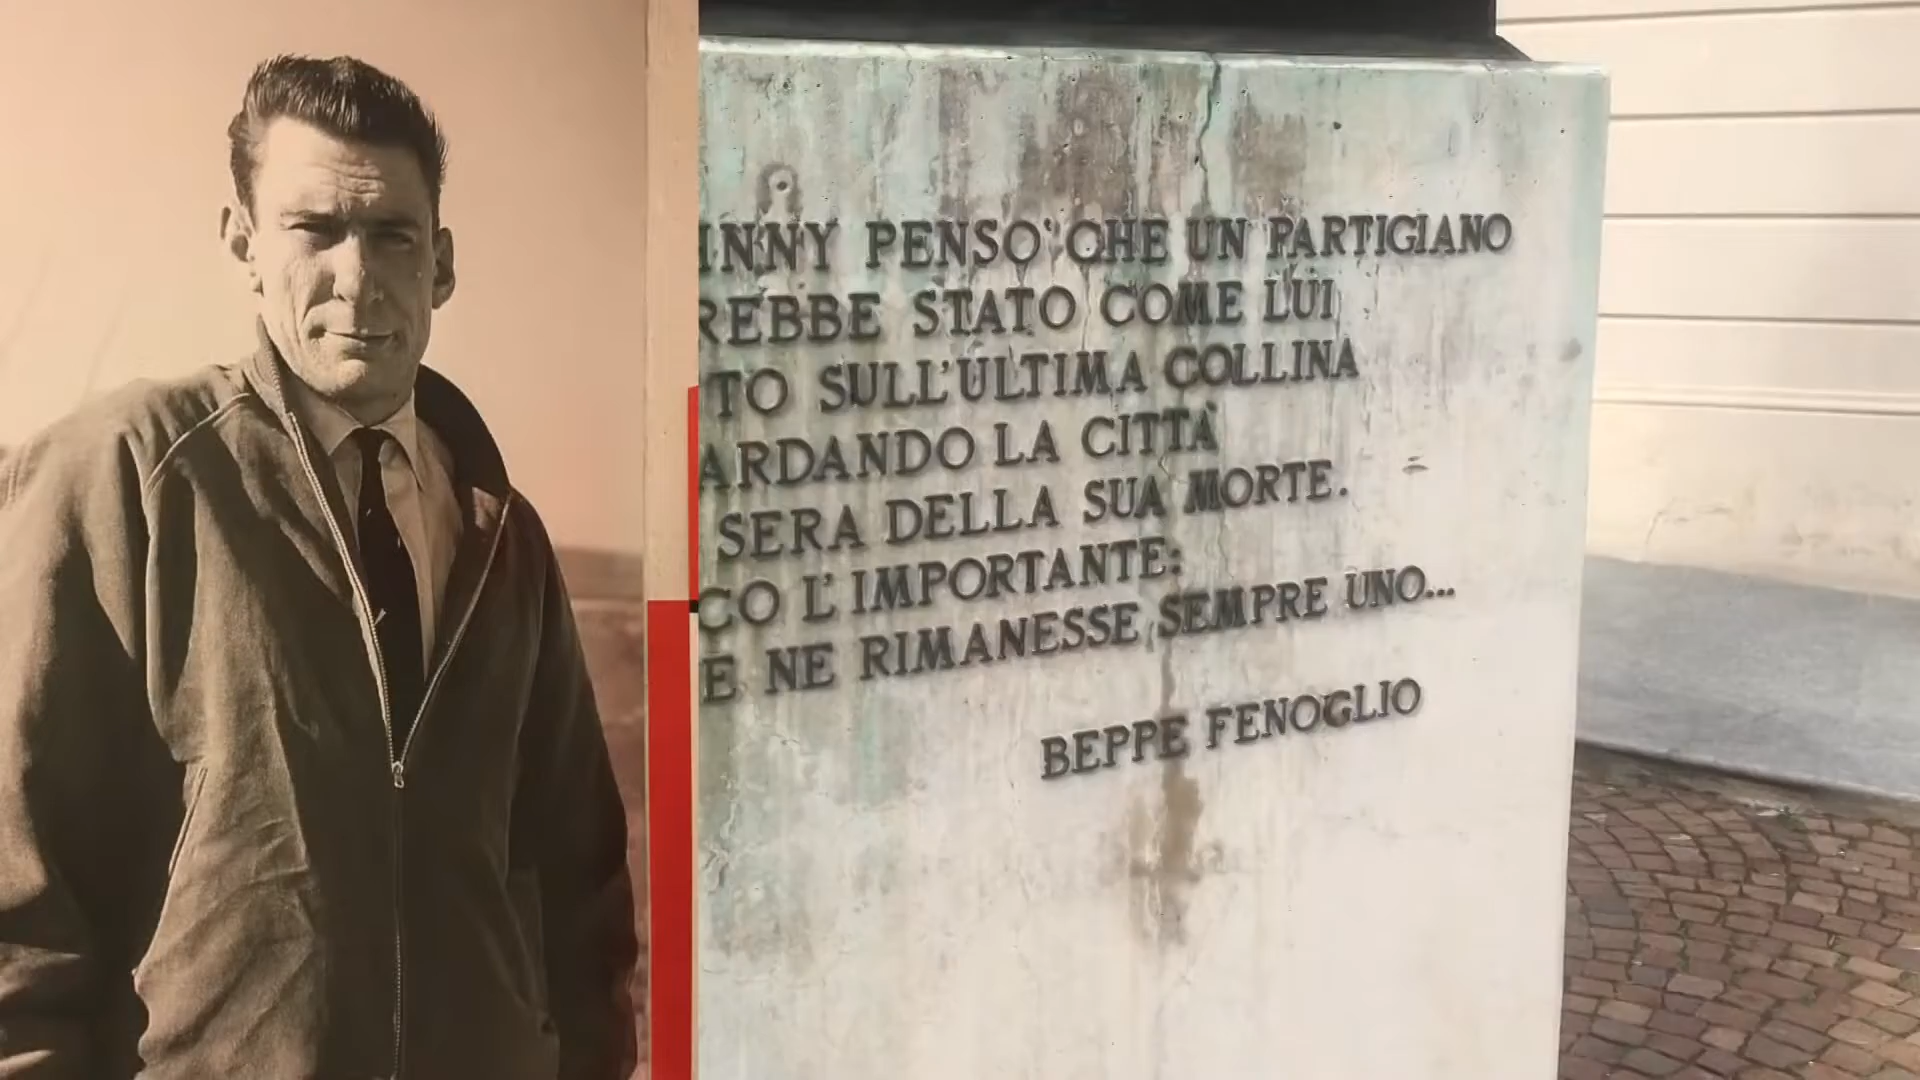 INNY PENSO' CHE UN PARTIGIANO
REBBE STATO COME LUI
TO SULL'ULTIMA COLLINA
ARDANDO LA CITTÀ
SERA DELLA SUA MORTE.
CO L'IMPORTANTE:
E NE RIMANESSE SEMPRE UNO...
BEPPE FENOGLIO